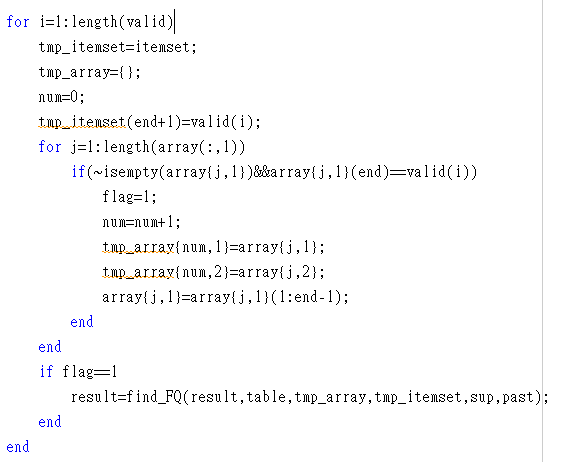 for i=1:length(valid)
tmp_itemset=itemset;
tmp_array={};
num=0;
tmp_itemset(end+1)=valid(i);
for j=1:length(array(:,1))
if(~isempty(array{j,1})&&array{j,1}(end)==valid(i))
flag=1;
num=num+1;
tmp_array{num,1}=array{j,1};
tmp_array{num,2}=array{j,2};
array{j,1}=array{j,1}(1:end-1);
end
end
if flag==1
result=find_FQ(result,table,tmp_array,tmp_itemset,sup,past);
end
end